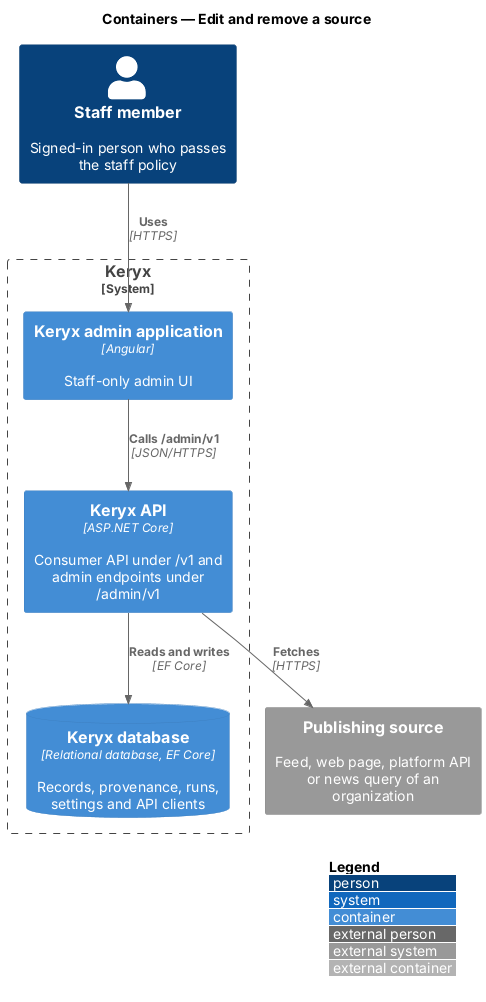 Containers — Edit and remove a source
Staff member
Signed-in person who passes
the staff policy
Uses
[HTTPS]
Keryx
[System]
Keryx admin application
[Angular]
Staff-only admin UI
Calls /admin/v1
[JSON/HTTPS]
Keryx API
[ASP.NET Core]
Consumer API under /v1 and
admin endpoints under
/admin/v1
Reads and writes
[EF Core]
Fetches
[HTTPS]
Keryx database
[Relational database, EF Core]
Records, provenance, runs,
settings and API clients
Publishing source
Feed, web page, platform API
or news query of an
organization
Legend
person
system
container
external person
external system
external container